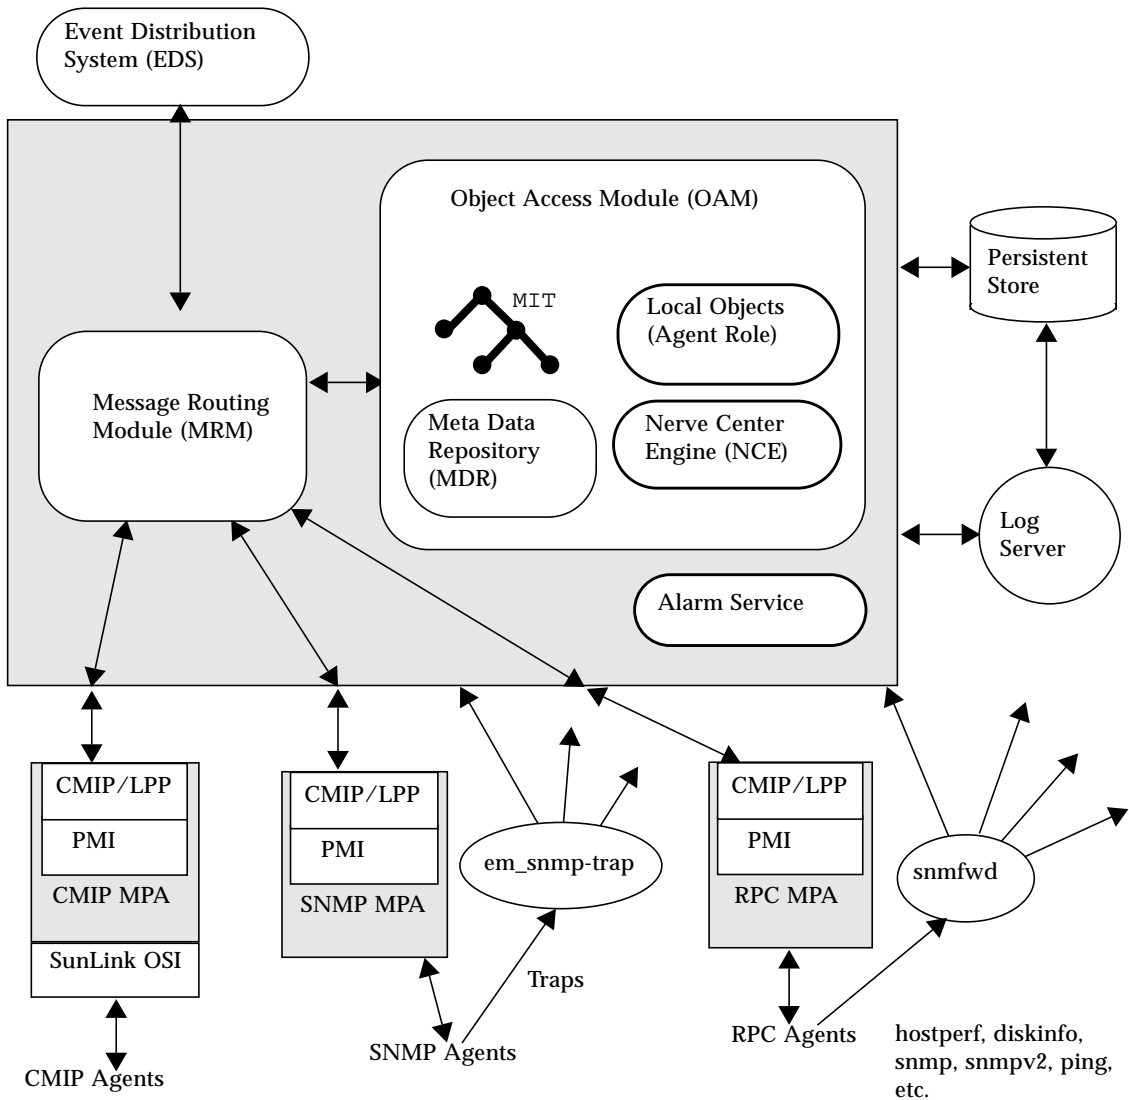 Event Distribution
System (EDS)
Object Access Module (OAM)
MIT
Local Objects
(Agent Role)
Persistent
Store
Message Routing
Module (MRM)
Meta Data
Repository
(MDR)
Nerve Center
Engine (NCE)
Log
Server
Alarm Service
CMIP/LPP
PMI
CMIP MPA
SunLink OSI
CMIP Agents
CMIP/LPP
PMI
SNMP MPA
SNMP Agents
em_snmp-trap
Traps
CMIP/LPP
PMI
RPC MPA
RPC Agents
snmfwd
hostperf, diskinfo,
snmp, snmpv2, ping,
etc.